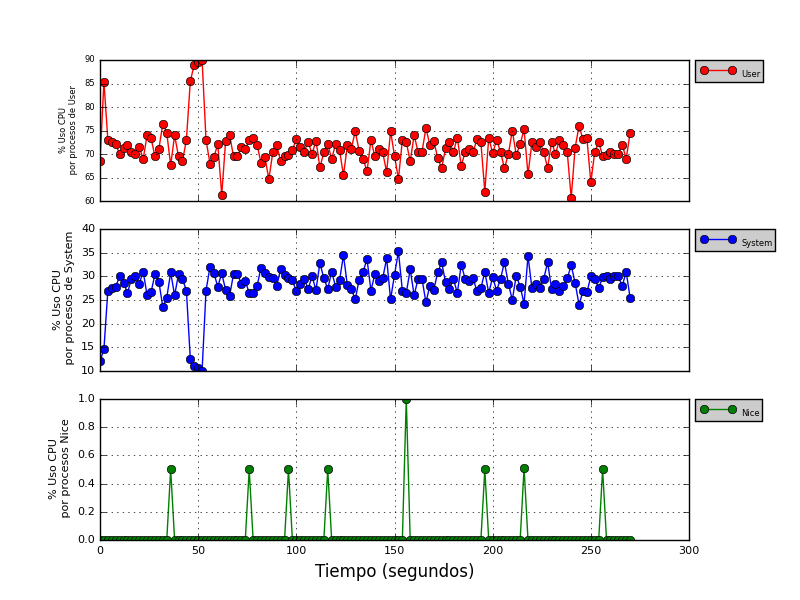 90
85
80
75
70
65
60
% Uso CPU
por procesos de User
User
40
35
30
25
20
15
10
% Uso CPU
por procesos de System
System
1.0
0.8
0.6
0.4
0.2
0.0
% Uso CPU
por procesos Nice
Nice
0 50 100 150 200 250 300
Tiempo (segundos)